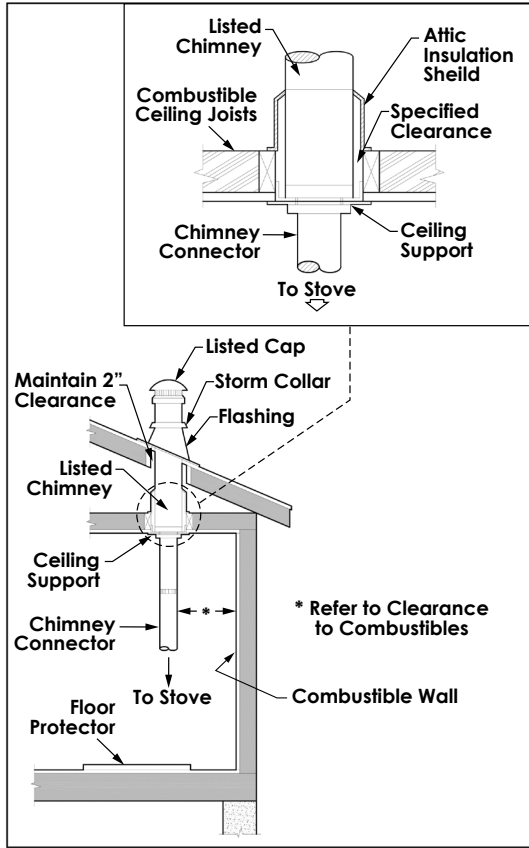 Listed
Chimney
Attic
Insulation
Sheild
Combustible
Ceiling Joists
Specified
Clearance
Chimney
Connector
Ceiling
Support
To Stove
Listed Cap
Maintain 2"
Clearance
Storm Collar
Flashing
Listed
Chimney
Ceiling
Support
*
* Refer to Clearance
to Combustibles
Chimney
Connector
To Stove
Combustible Wall
Floor
Protector